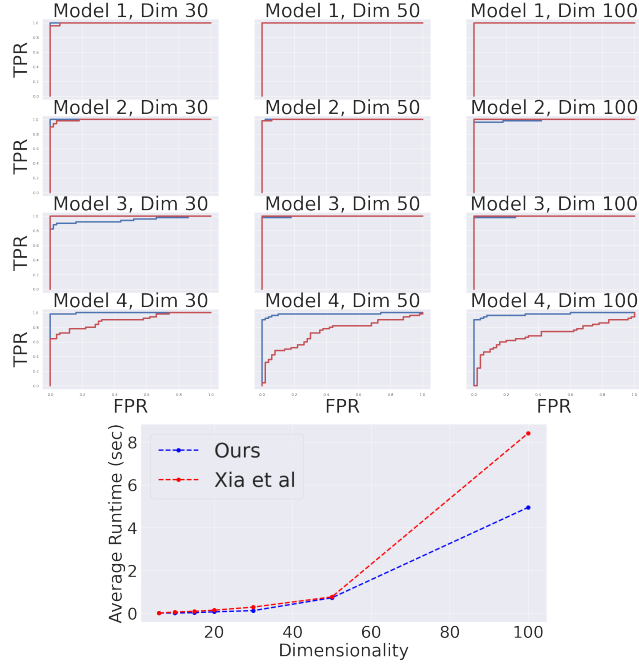 Model 1, Dim 30 Model 1, Dim 50 Model 1, Dim 100
TPR
Model 2, Dim 30 Model 2, Dim 50 Model 2, Dim 100
TPR
Model 3, Dim 30 Model 3, Dim 50 Model 3, Dim 100
TPR
Model 4, Dim 30 Model 4, Dim 50 Model 4, Dim 100
TPR
FPR FPR FPR
Average Runtime (sec)
8
6
4
2
0
Ours
Xia et al
20 40 60 80 100
Dimensionality